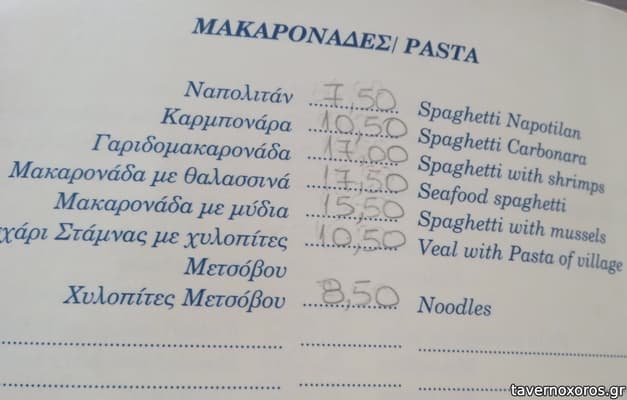 ΜΑΚΑΡΟΝΑΔΕΣ/ PASTA
Ναπολιτάν 7,50 Spaghetti Napotilan
Καρμπονάρα 10,50 Spaghetti Carbonara
Γαριδομακαρονάδα 17,00 Spaghetti with shrimps
Μακαρονάδα με θαλασσινά 17,50 Seafood spaghetti
Μακαρονάδα με μύδια 15,50 Spaghetti with mussels
Στάμνας με χυλοπίτες 10,50 Veal with Pasta of village
Μετσόβου
Χυλοπίτες Μετσόβου 8,50 Noodles
tavernoxoros.gr